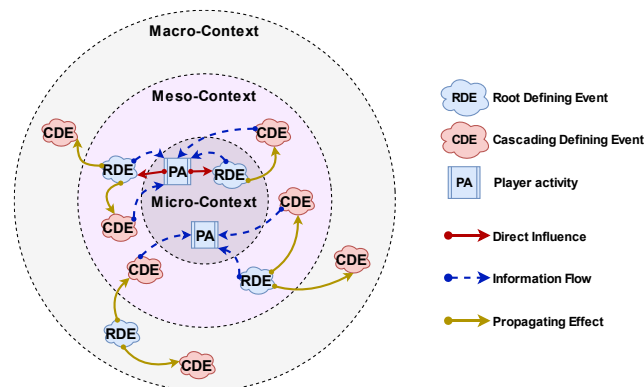 Macro-Context
Meso-Context
CDE
CDE
RDE
PA
RDE
Micro-Context
CDE
CDE
PA
CDE
RDE
CDE
RDE
CDE
RDE
Root Defining Event
CDE
Cascading Defining Event
PA
Player activity
Direct Influence
Information Flow
Propagating Effect